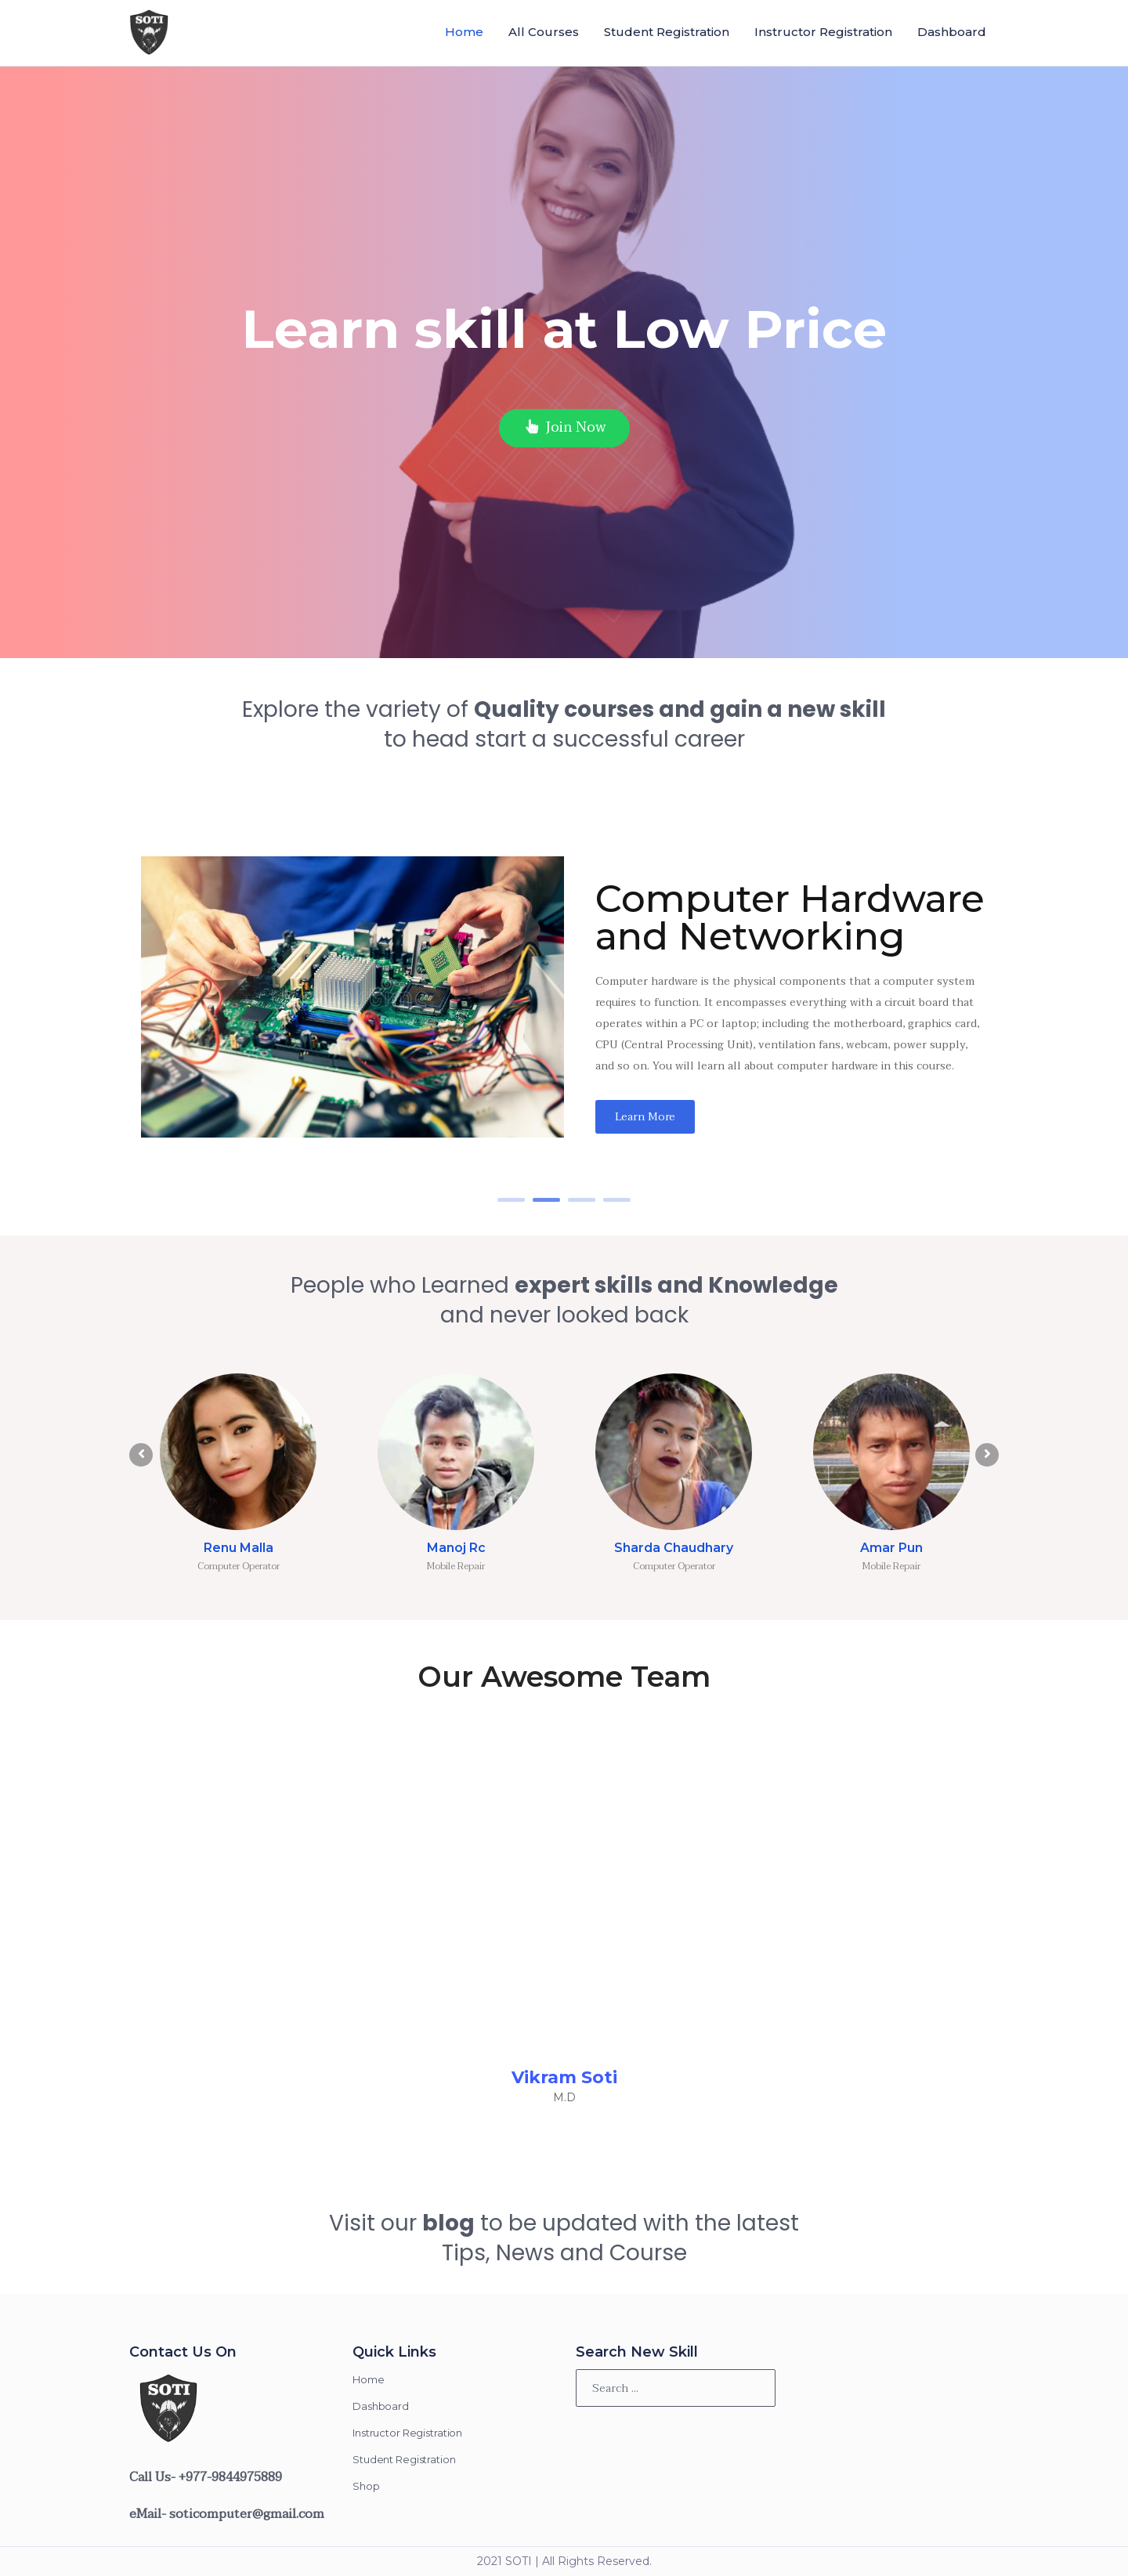 SOTI
Home
All Courses
Student Registration
Instructor Registration
Dashboard
Learn skill at Low Price
Join Now
Explore the variety of Quality courses and gain a new skill
to head start a successful career
Computer Hardware
and Networking
Computer hardware is the physical components that a computer system
requires to function. It encompasses everything with a circuit board that
operates within a PC or laptop; including the motherboard, graphics card,
CPU (Central Processing Unit), ventilation fans, webcam, power supply,
and so on. You will learn all about computer hardware in this course.
Learn More
People who Learned expert skills and Knowledge
and never looked back
Renu Malla
Computer Operator
Manoj Rc
Mobile Repair
Sharda Chaudhary
Computer Operator
Amar Pun
Mobile Repair
Our Awesome Team
Vikram Soti
M.D
Visit our blog to be updated with the latest
Tips, News and Course
Contact Us On
SOTI
Call Us- +977-9844975889
eMail- soticomputer@gmail.com
Quick Links
Home
Dashboard
Instructor Registration
Student Registration
Shop
Search New Skill
Search ...
2021 SOTI | All Rights Reserved.